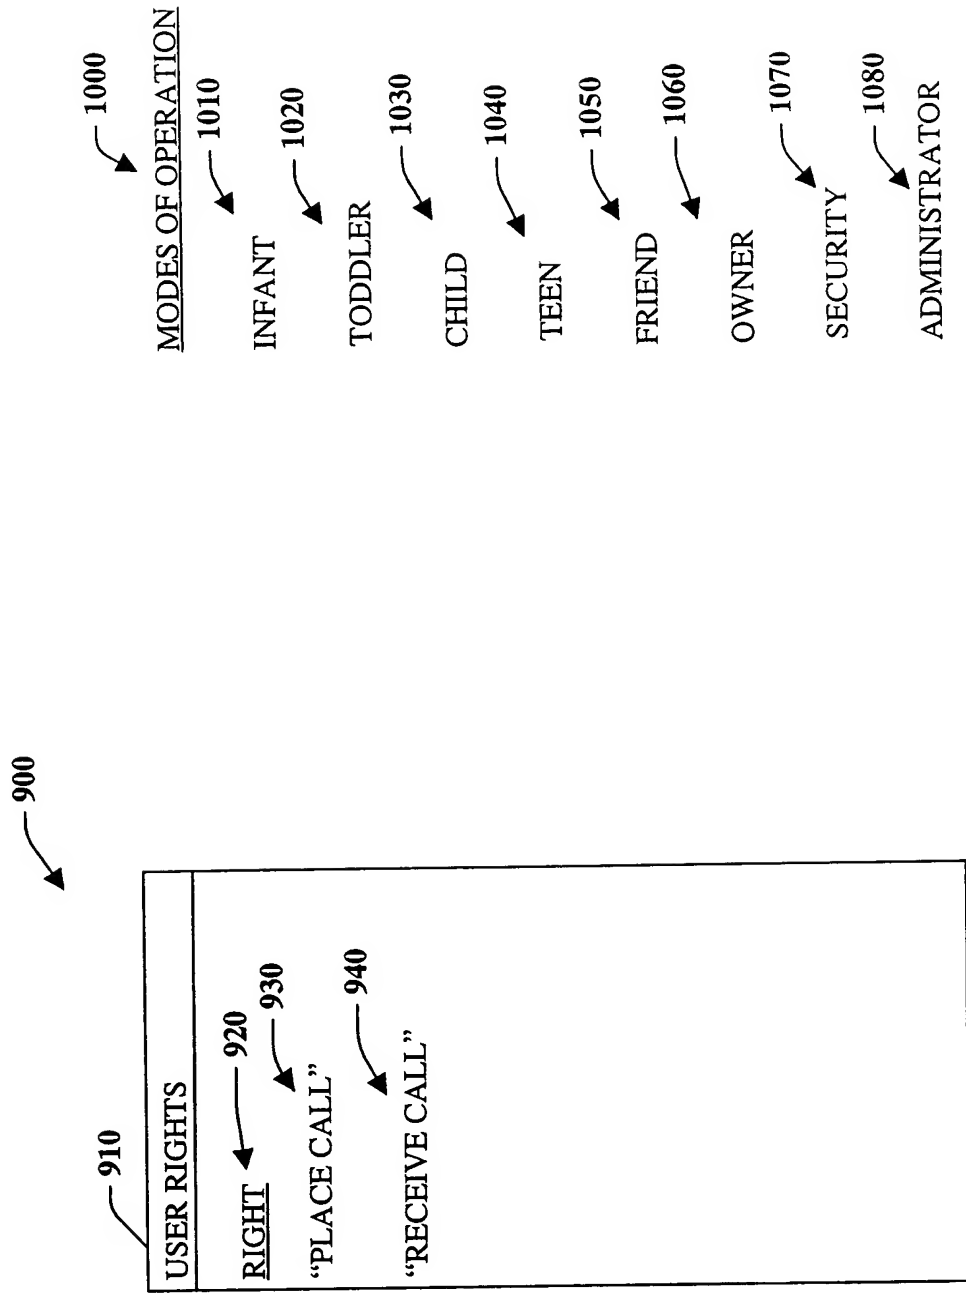 900
910
USER RIGHTS
RIGHT
920
"PLACE CALL"
930
"RECEIVE CALL"
940
1000
MODES OF OPERATION
INFANT
1010
TODDLER
1020
CHILD
1030
TEEN
1040
FRIEND
1050
OWNER
1060
SECURITY
1070
ADMINISTRATOR
1080